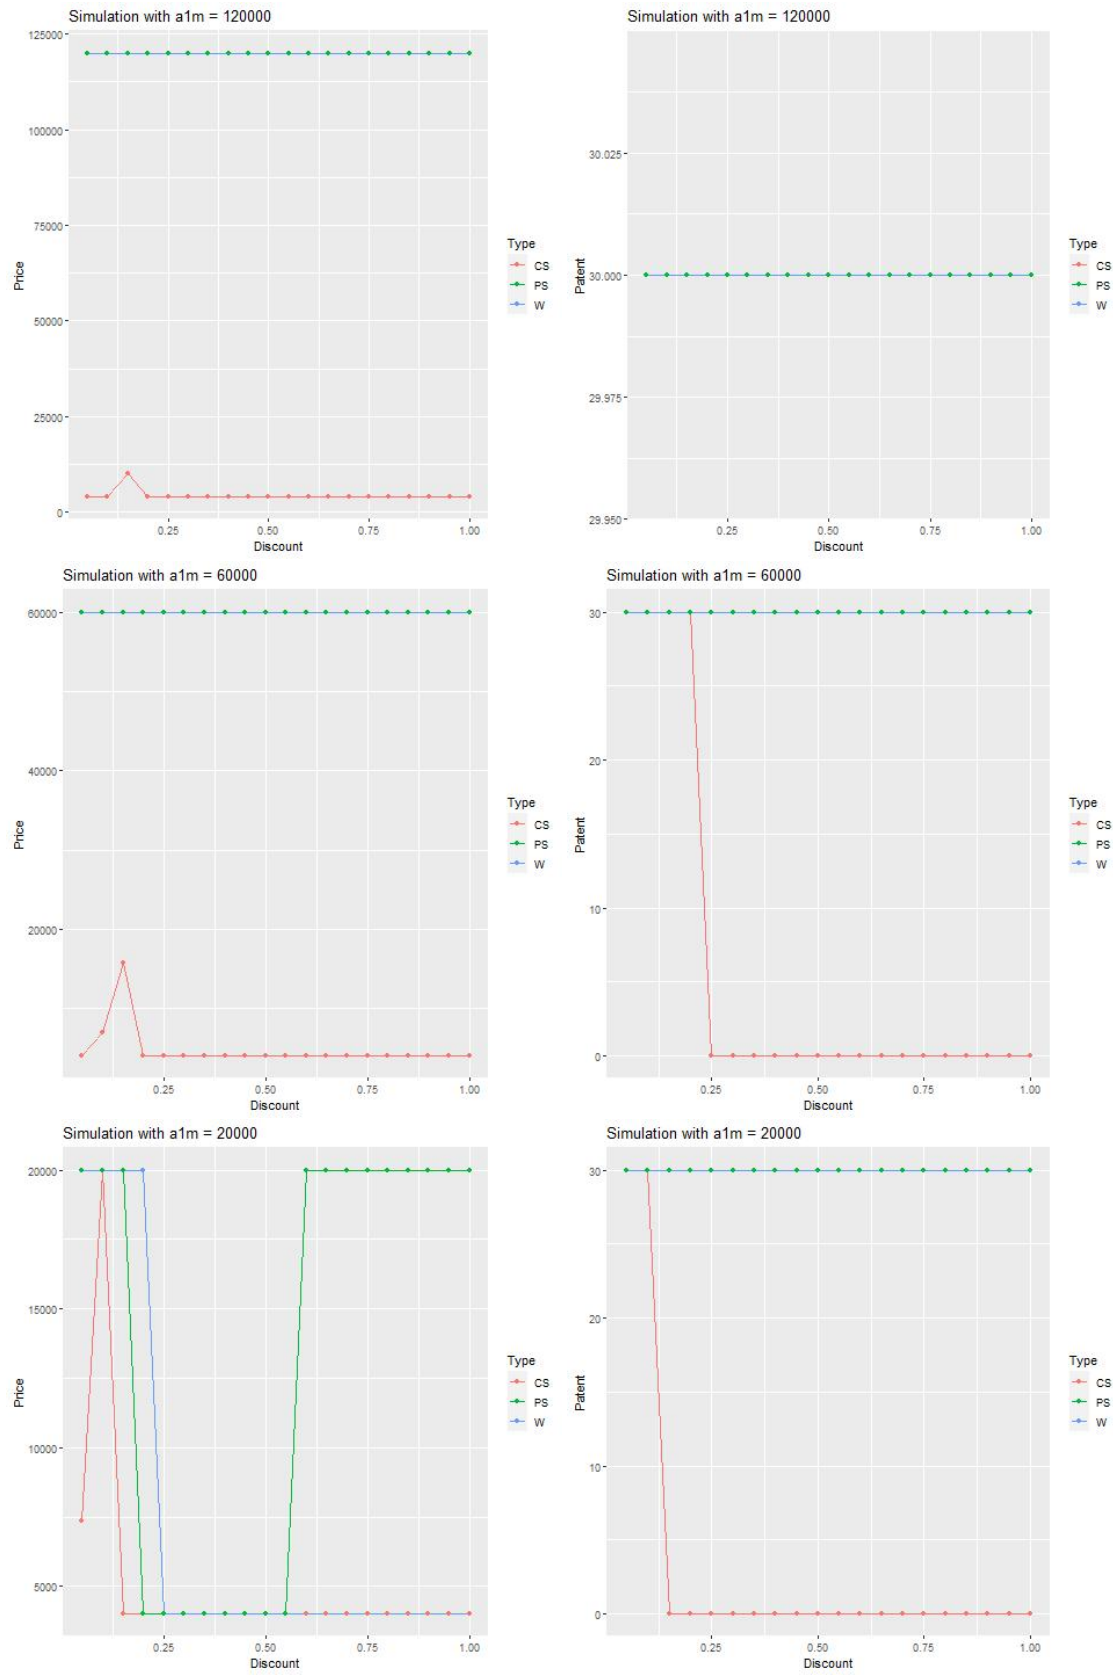 Simulation with a1m = 120000
125000
100000
75000
50000
25000
0
Price
0.25 0.50 0.75 1.00
Discount
Type
CS
PS
W
Simulation with a1m = 120000
30.025
30.000
29.975
29.950
Patent
0.25 0.50 0.75 1.00
Discount
Type
CS
PS
W
Simulation with a1m = 60000
60000
40000
20000
Price
0.25 0.50 0.75 1.00
Discount
Type
CS
PS
W
Simulation with a1m = 60000
30
20
10
0
Patent
0.25 0.50 0.75 1.00
Discount
Type
CS
PS
W
Simulation with a1m = 20000
20000
15000
10000
5000
Price
0.25 0.50 0.75 1.00
Discount
Type
CS
PS
W
Simulation with a1m = 20000
30
20
10
0
Patent
0.25 0.50 0.75 1.00
Discount
Type
CS
PS
W